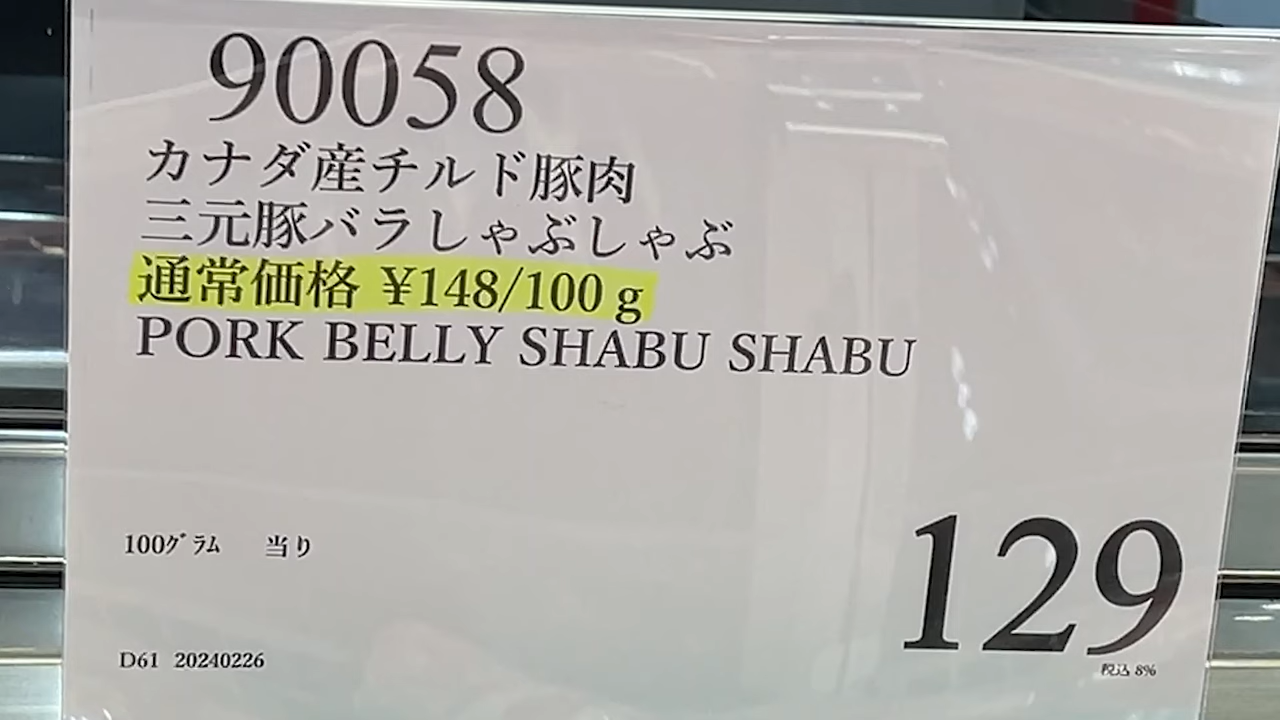 90058
カナダ産チルド豚肉
三元豚バラしゃぶしゃぶ
通常価格 ¥148/100 g
PORK BELLY SHABU SHABU
100ｸﾞﾗﾑ 当り
129
税込 8%
D61 20240226